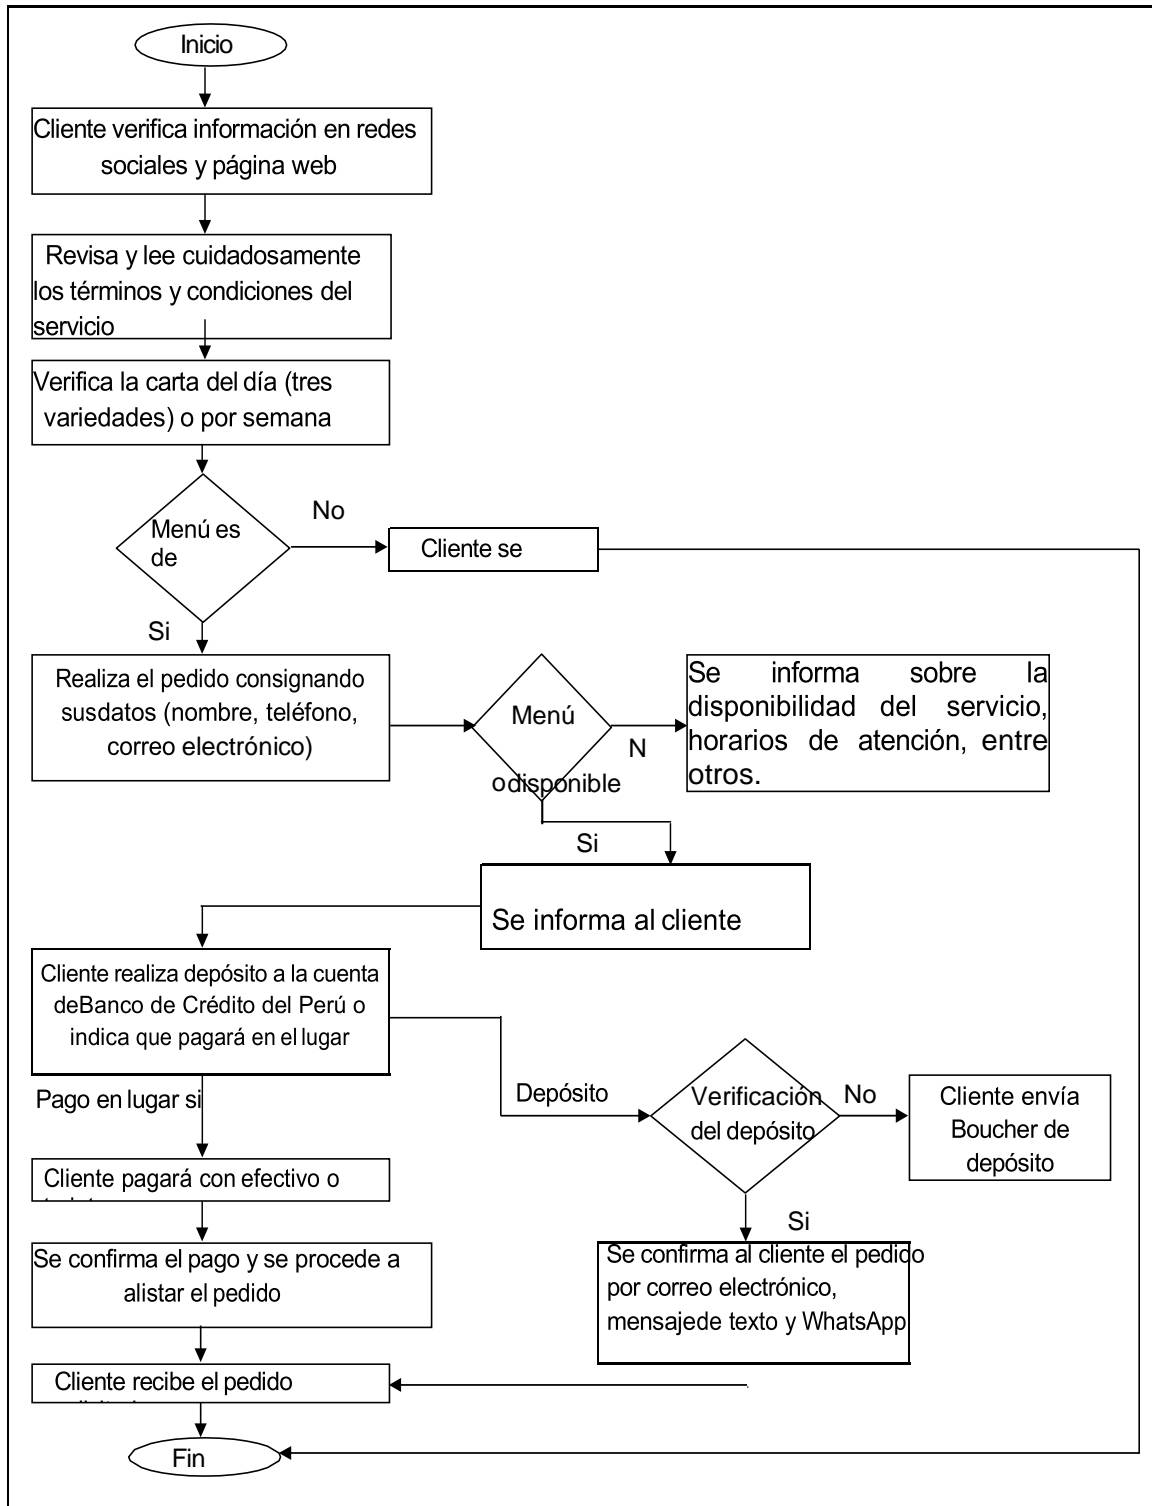 Inicio
Cliente verifica información en redes
sociales y página web
Revisa y lee cuidadosamente
los términos y condiciones del
servicio
Verifica la carta del día (tres
variedades) o por semana
Menú es
de
No
Cliente se
Si
Realiza el pedido consignando
susdatos (nombre, teléfono,
correo electrónico)
Menú
N
odisponible
Se informa sobre la
disponibilidad del servicio,
horarios de atención, entre
otros.
Si
Se informa al cliente
Cliente realiza depósito a la cuenta
deBanco de Crédito del Perú o
indica que pagará en el lugar
Pago en lugar si
Depósito
Verificación
del depósito
No
Cliente envía
Boucher de
depósito
Cliente pagará con efectivo o
Si
Se confirma el pago y se procede a
alistar el pedido
Se confirma al cliente el pedido
por correo electrónico,
mensajede texto y WhatsApp
Cliente recibe el pedido
Fin